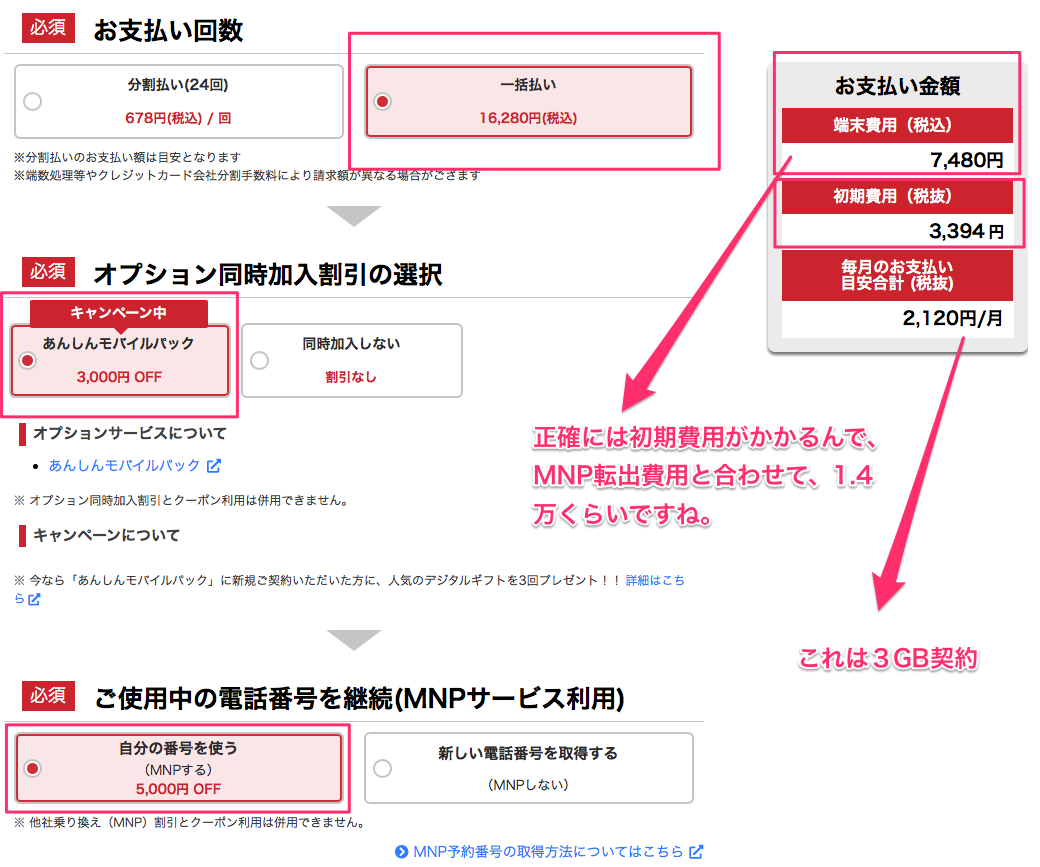 必須 お支払い回数
分割払い(24回)
678円(税込) / 回
一括払い
16,280円(税込)
※分割払いのお支払い額は目安となります
※端数処理等やクレジットカード会社分割手数料により請求額が異なる場合がごさます
必須 オプション同時加入割引の選択
キャンペーン中
あんしんモバイルパック
3,000円 OFF
同時加入しない
割引なし
オプションサービスについて
• あんしんモバイルパック
※ オプション同時加入割引とクーポン利用は併用できません。
キャンペーンについて
※ 今なら「あんしんモバイルパック」に新規ご契約いただいた方に、人気のデジタルギフトを3回プレゼント！！詳細はこち
ら
必須 ご使用中の電話番号を継続(MNPサービス利用)
自分の番号を使う
（MNPする）
5,000円 OFF
新しい電話番号を取得する
（MNPしない）
※ 他社乗り換え（MNP）割引とクーポン利用は併用できません。
MNP予約番号の取得方法についてはこちら
お支払い金額
端末費用（税込）
7,480円
初期費用（税抜）
3,394 円
毎月のお支払い
目安合計 (税抜)
2,120円/月
正確には初期費用がかかるんで、
MNP転出費用と合わせて、1.4
万くらいですね。
これは３GB契約